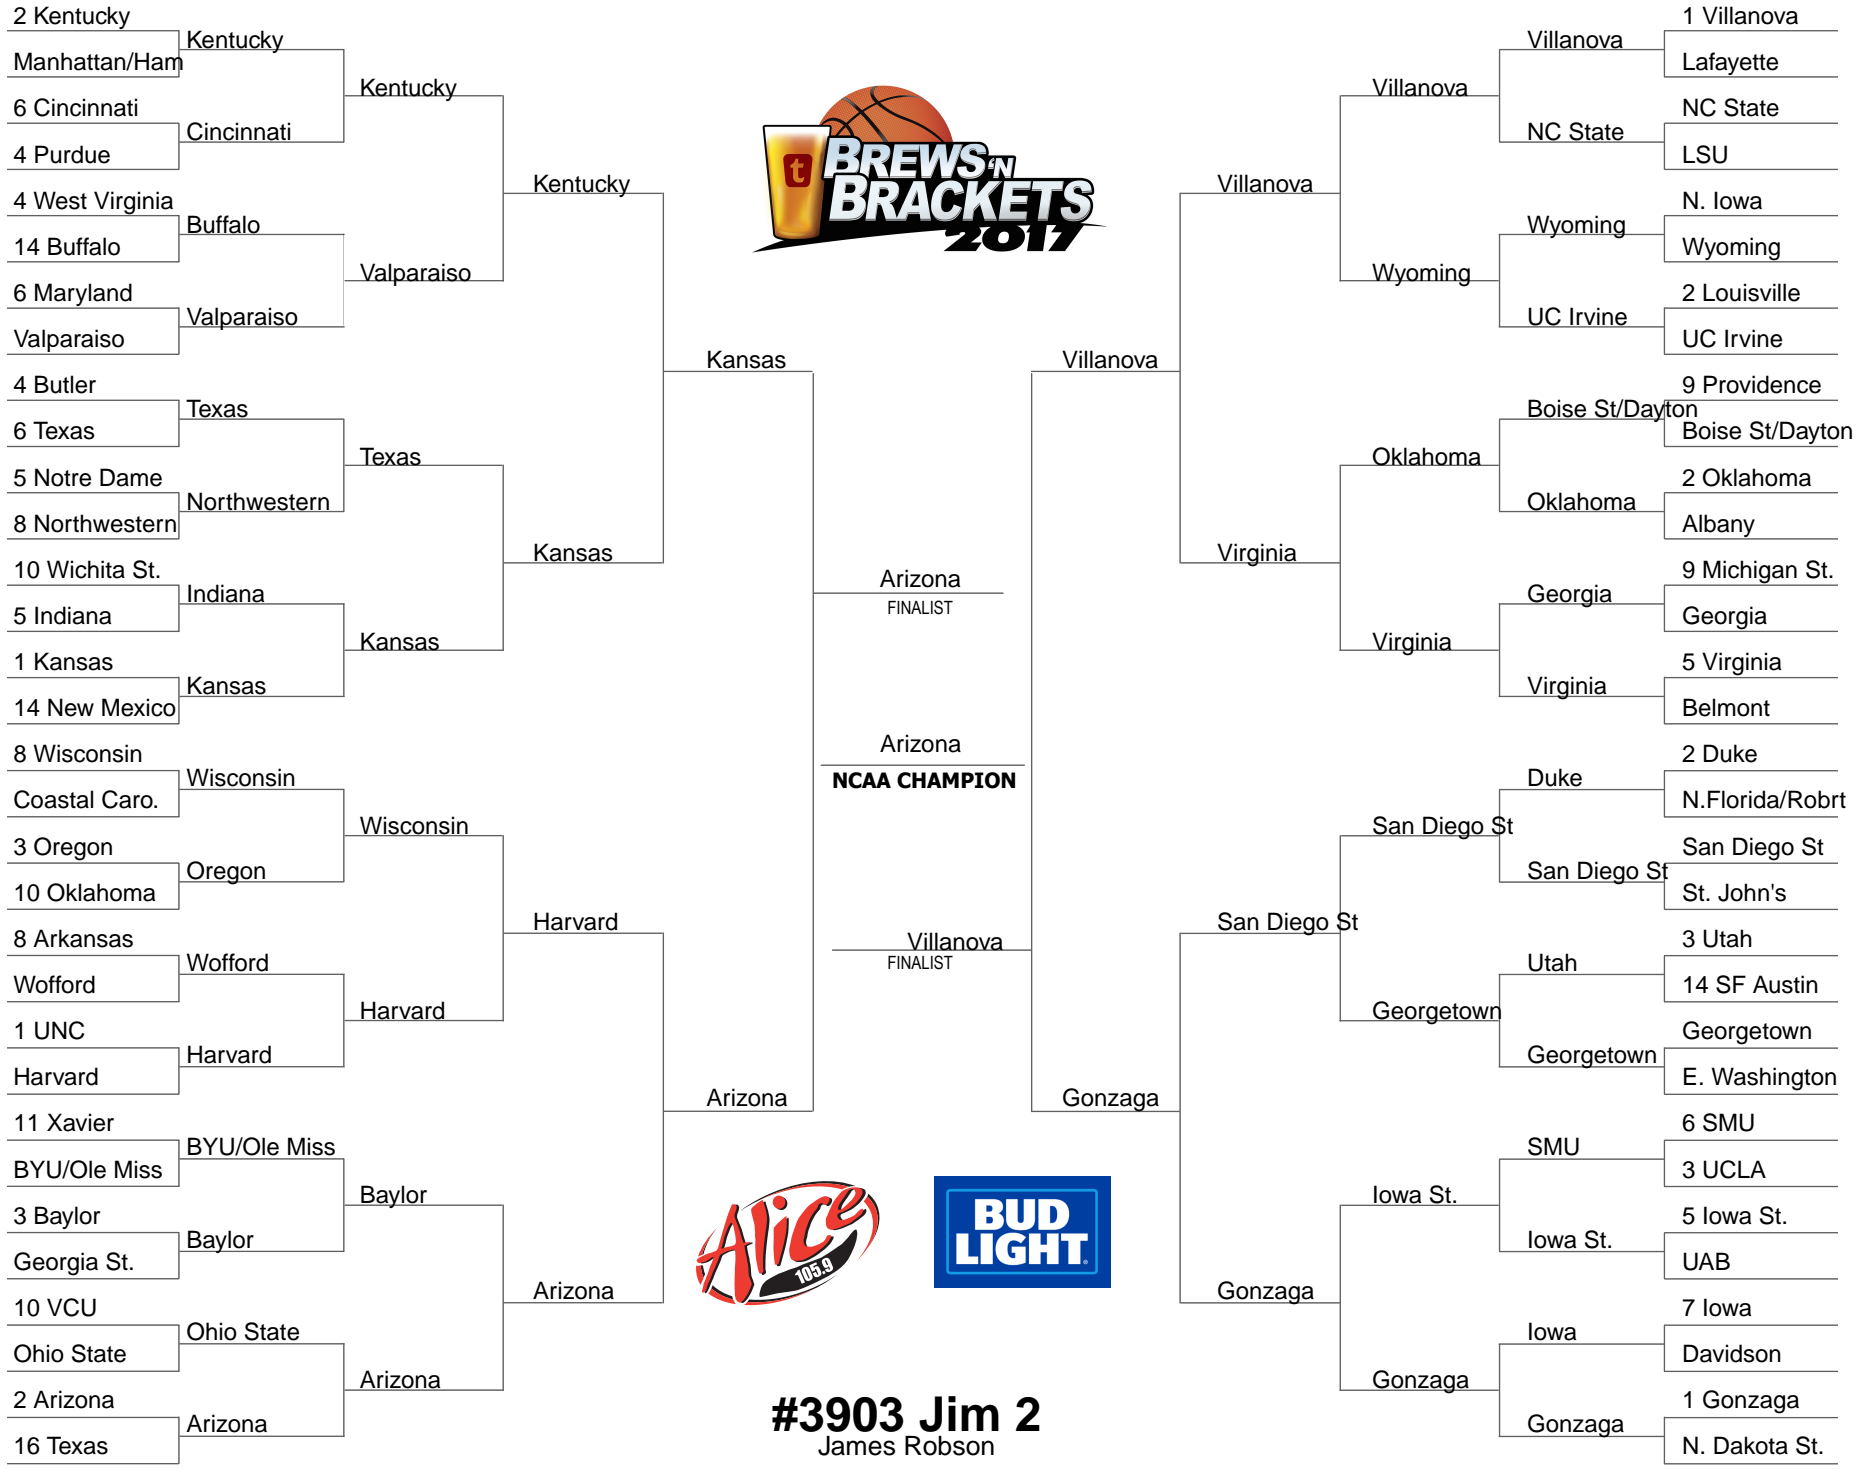 2 Kentucky
Manhattan/Ham
6 Cincinnati
4 Purdue
4 West Virginia
14 Buffalo
6 Maryland
Valparaiso
4 Butler
6 Texas
5 Notre Dame
8 Northwestern
10 Wichita St.
5 Indiana
1 Kansas
14 New Mexico
8 Wisconsin
Coastal Caro.
3 Oregon
10 Oklahoma
8 Arkansas
Wofford
1 UNC
Harvard
11 Xavier
BYU/Ole Miss
3 Baylor
Georgia St.
10 VCU
Ohio State
2 Arizona
16 Texas
Kentucky
Cincinnati
Buffalo
Valparaiso
Texas
Northwestern
Indiana
Kansas
Wisconsin
Oregon
Wofford
Harvard
BYU/Ole Miss
Baylor
Ohio State
Arizona
Kentucky
Valparaiso
Texas
Kansas
Wisconsin
Harvard
Baylor
Arizona
Kentucky
Kansas
Harvard
Arizona
Kansas
Arizona
t
BREWS 'N
BRACKETS
2017
Arizona
FINALIST
Arizona
NCAA CHAMPION
Villanova
FINALIST
Alice
105.9
BUD
LIGHT
#3903 Jim 2
James Robson
Villanova
Gonzaga
Villanova
Virginia
San Diego St
Gonzaga
Villanova
Wyoming
Oklahoma
Virginia
San Diego St
Georgetown
Iowa St.
Gonzaga
Villanova
NC State
Wyoming
UC Irvine
Boise St/Dayton
Oklahoma
Georgia
Virginia
Duke
San Diego St
Utah
Georgetown
SMU
Iowa St.
Iowa
Gonzaga
1 Villanova
Lafayette
NC State
LSU
N. Iowa
Wyoming
2 Louisville
UC Irvine
9 Providence
Boise St/Dayton
2 Oklahoma
Albany
9 Michigan St.
Georgia
5 Virginia
Belmont
2 Duke
N.Florida/Robrt
San Diego St
St. John's
3 Utah
14 SF Austin
Georgetown
E. Washington
6 SMU
3 UCLA
5 Iowa St.
UAB
7 Iowa
Davidson
1 Gonzaga
N. Dakota St.